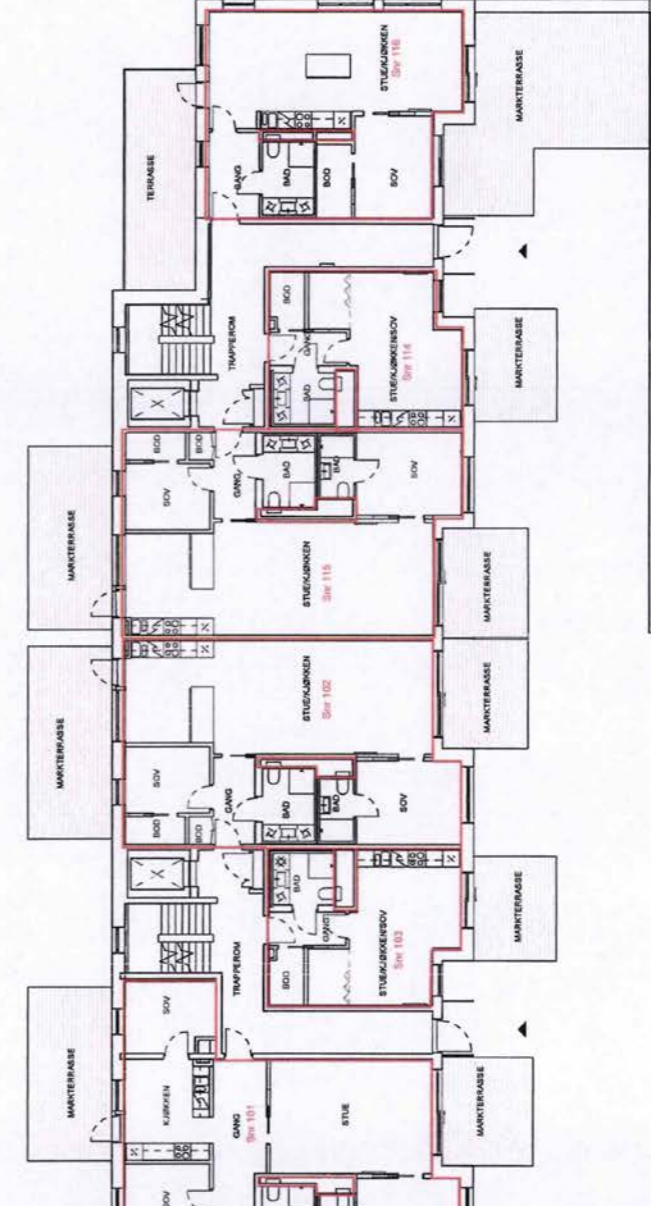 STUE/KJØKKEN
Snr 116
MARKTERRASSE
TERRASSE
GANG
BAD
BOD
SOV
TRAPPEROM
BOD
GANG
BAD
STUE/KJØKKEN/SOV
Snr 114
MARKTERRASSE
MARKTERRASSE
BOD
BOD
SOV
GANG
BAD
BAD
SOV
STUE/KJØKKEN
Snr 115
MARKTERRASSE
MARKTERRASSE
STUE/KJØKKEN
Snr 102
MARKTERRASSE
SOV
GANG
BAD
BAD
SOV
BOD
BOD
BAD
GANG
BOD
STUE/KJØKKEN/SOV
Snr 103
MARKTERRASSE
TRAPPEROM
SOV
MARKTERRASSE
KJØKKEN
GANG
Snr 101
STUE
MARKTERRASSE
SOV